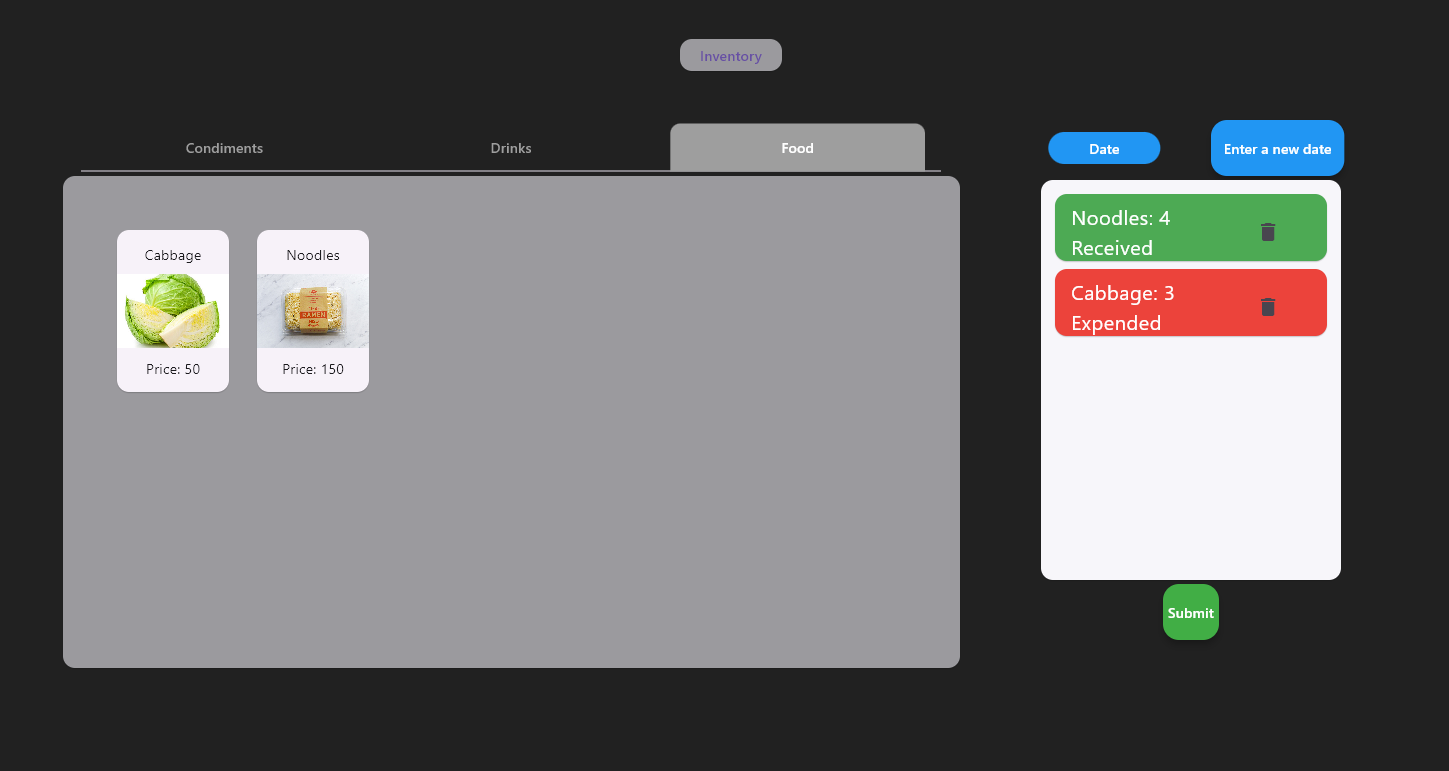 Inventory
Condiments
Drinks
Food
Date
Enter a new date
Cabbage
Price: 50
Noodles
RAMEN
Price: 150
Noodles: 4
Received
Cabbage: 3
Expended
Submit